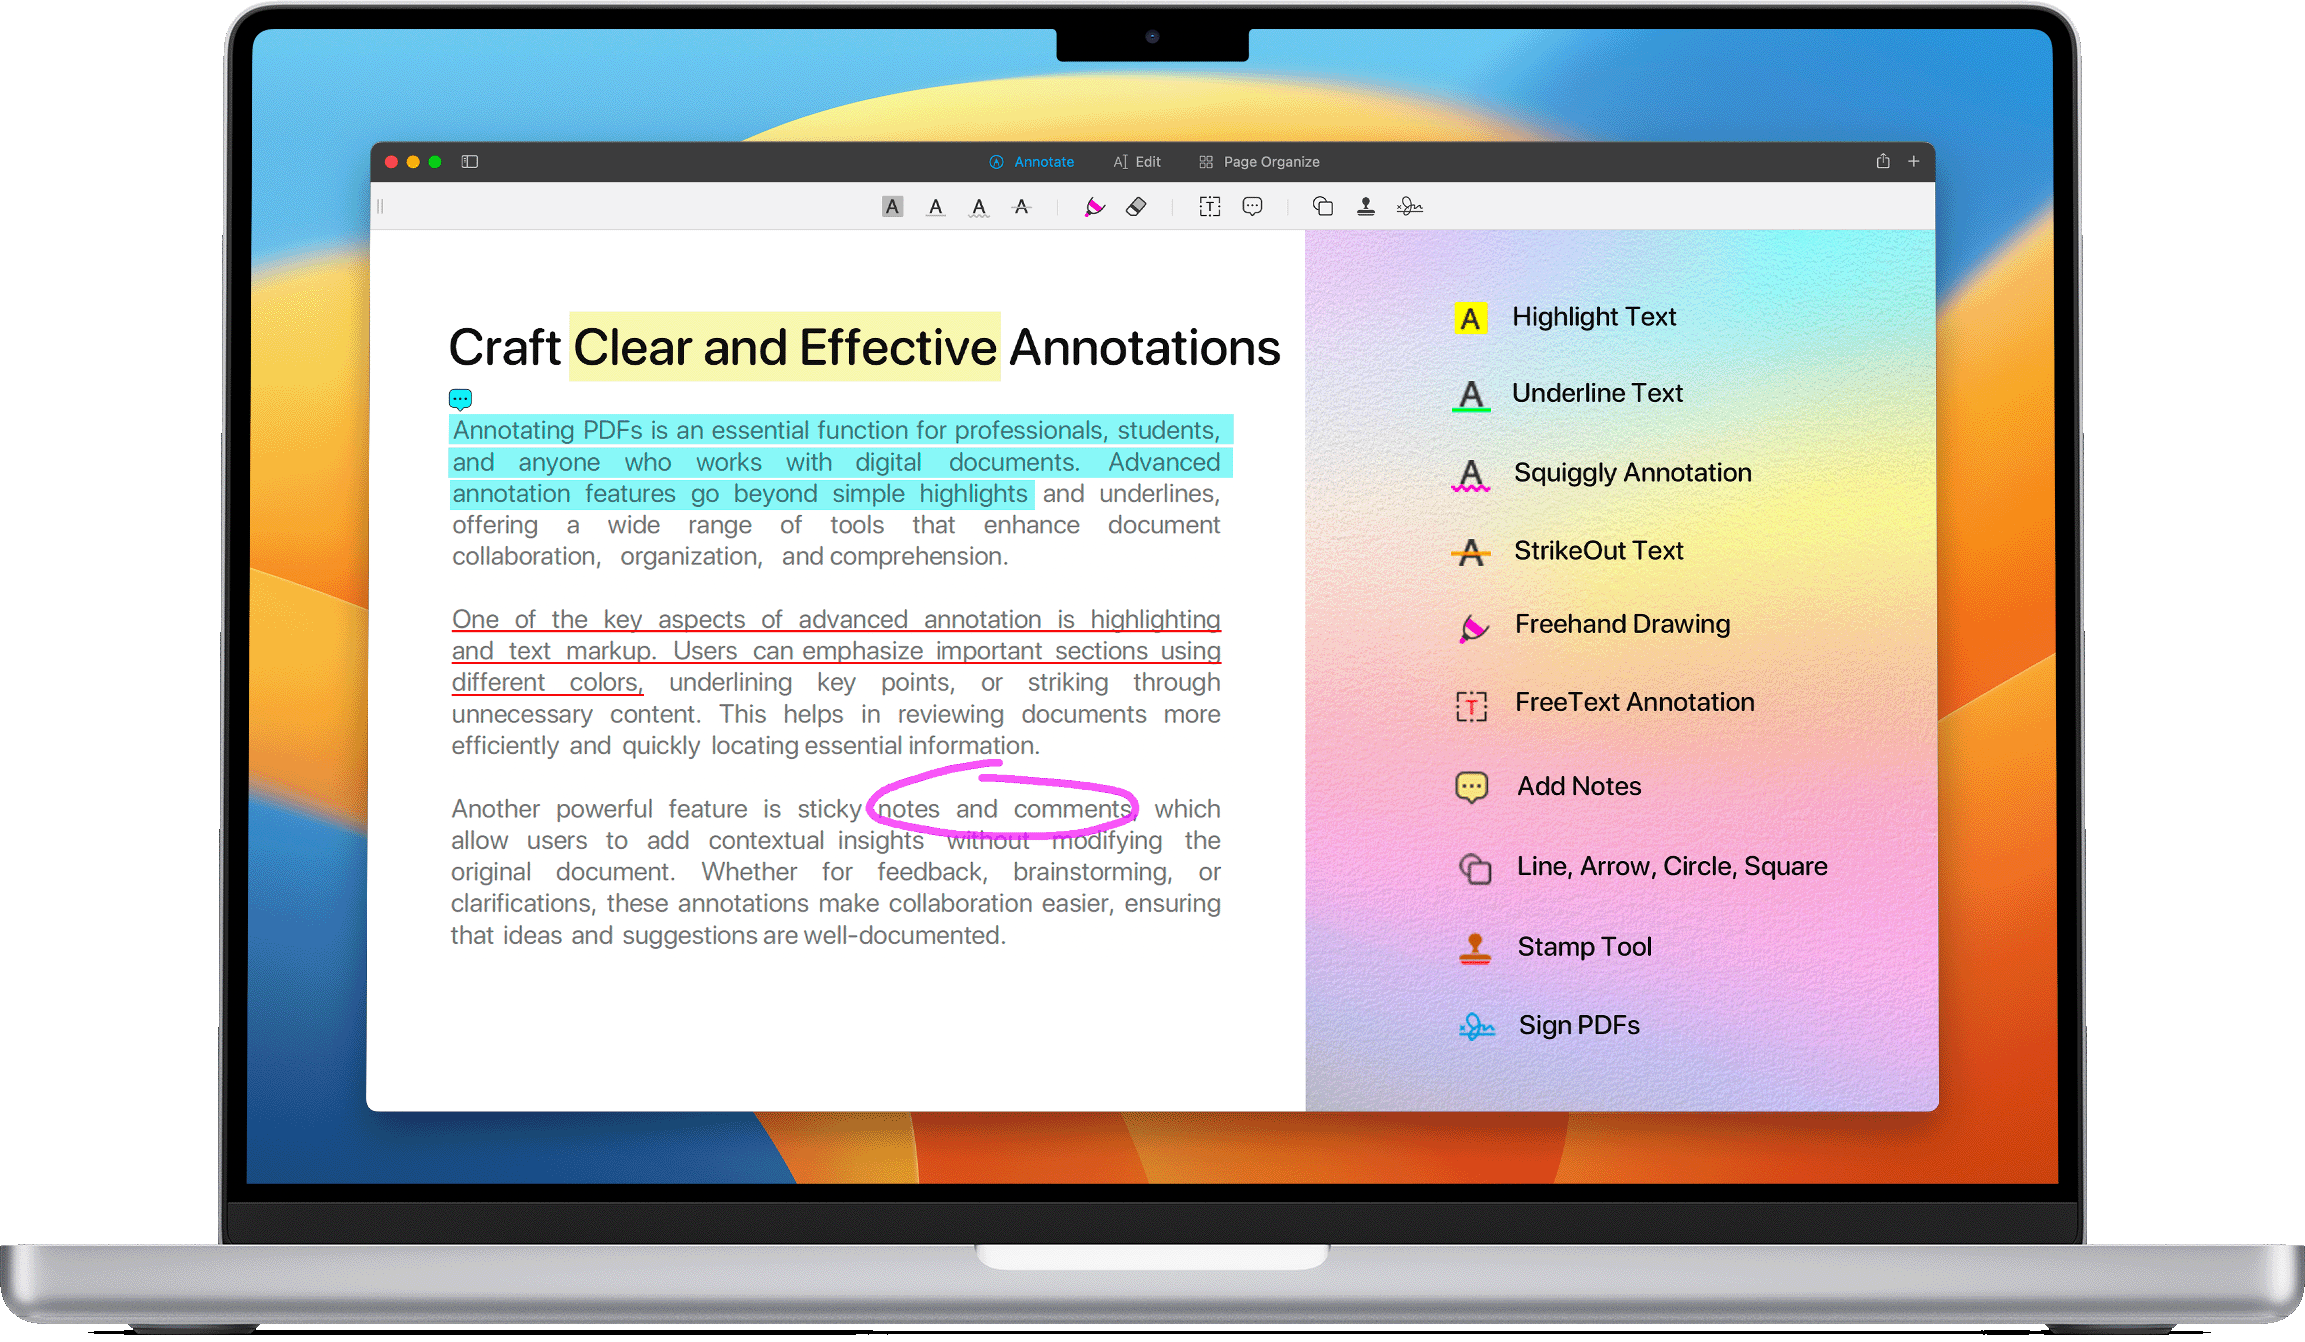 Annotate Edit Page Organize
Craft Clear and Effective Annotations
Annotating PDFs is an essential function for professionals, students,
and anyone who works with digital documents. Advanced
annotation features go beyond simple highlights and underlines,
offering a wide range of tools that enhance document
collaboration, organization, and comprehension.
One of the key aspects of advanced annotation is highlighting
and text markup. Users can emphasize important sections using
different colors, underlining key points, or striking through
unnecessary content. This helps in reviewing documents more
efficiently and quickly locating essential information.
Another powerful feature is sticky notes and comments, which
allow users to add contextual insights without modifying the
original document. Whether for feedback, brainstorming, or
clarifications, these annotations make collaboration easier, ensuring
that ideas and suggestions are well-documented.
A Highlight Text
A Underline Text
A Squiggly Annotation
A StrikeOut Text
Freehand Drawing
T FreeText Annotation
Add Notes
Line, Arrow, Circle, Square
Stamp Tool
Sign PDFs